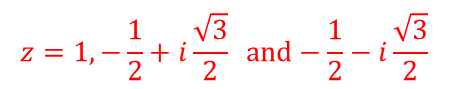 z = 1, −1/2 + i √3/2 and −1/2 − i √3/2